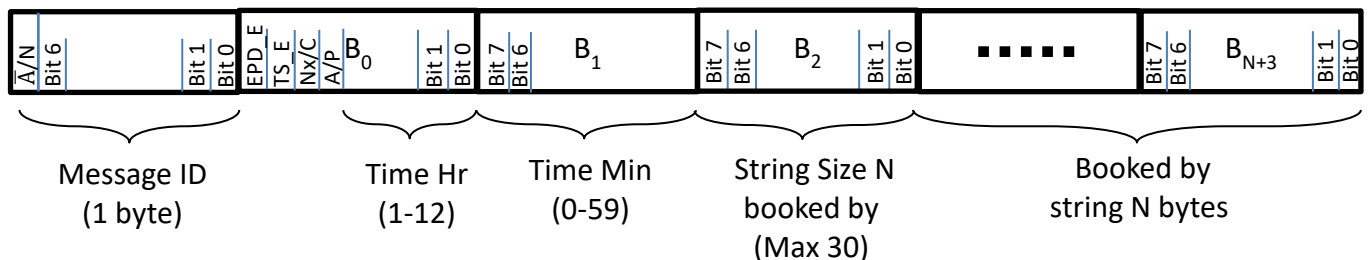 A̅/N
Bit 6
Bit 1
Bit 0
EPD_E
TS_E
Nx/C
A/P
B₀
Bit 1
Bit 0
Bit 7
Bit 6
B₁
Bit 7
Bit 6
B₂
Bit 1
Bit 0
.....
Bit 7
Bit 6
Bₙ₊₃
Bit 1
Bit 0
Message ID
(1 byte)
Time Hr
(1-12)
Time Min
(0-59)
String Size N
booked by
(Max 30)
Booked by
string N bytes